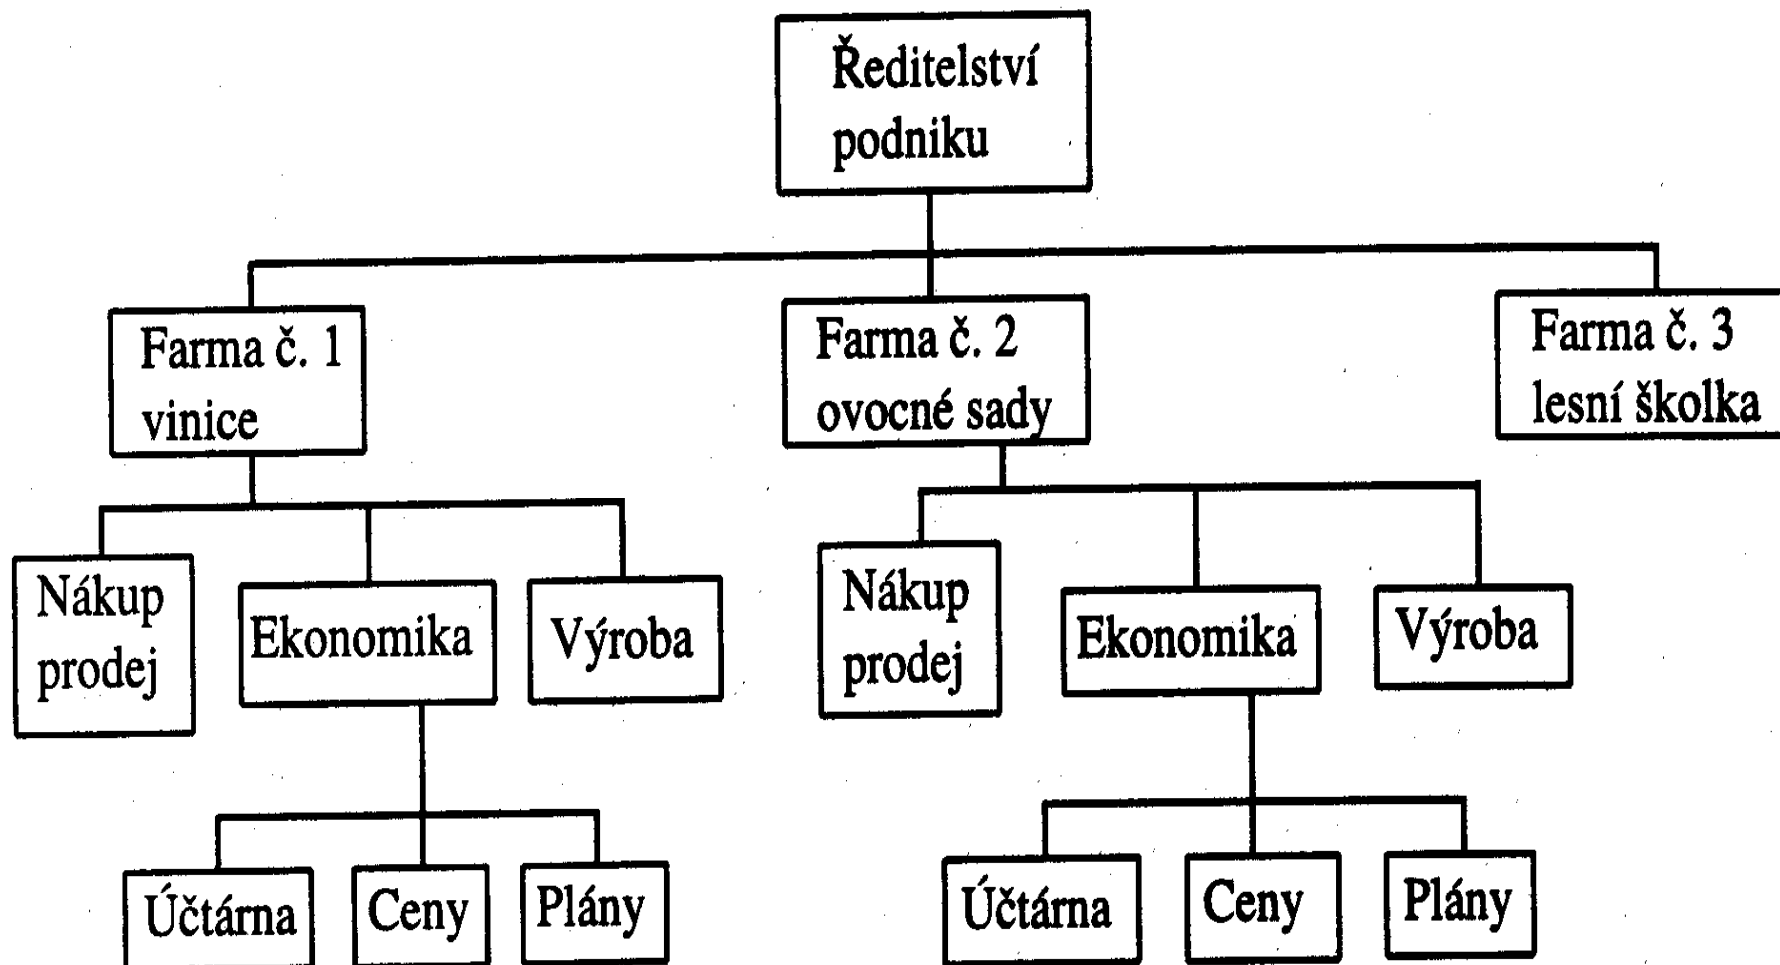 Ředitelství
podniku
Farma č. 1
vinice
Farma č. 2
ovocné sady
Farma č. 3
lesní školka
Nákup
prodej
Ekonomika
Výroba
Nákup
prodej
Ekonomika
Výroba
Účtárna
Ceny
Plány
Účtárna
Ceny
Plány